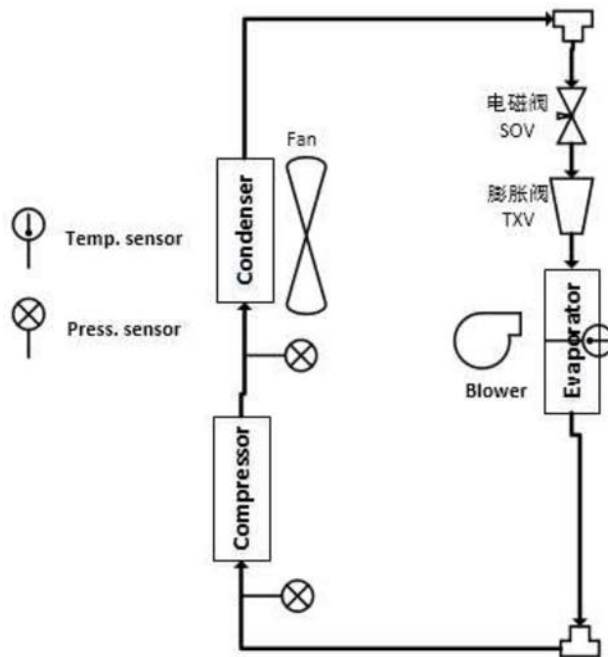 电磁阀
SOV
Fan
膨胀阀
TXV
Condenser
Temp. sensor
Press. sensor
Evaporator
Blower
Compressor